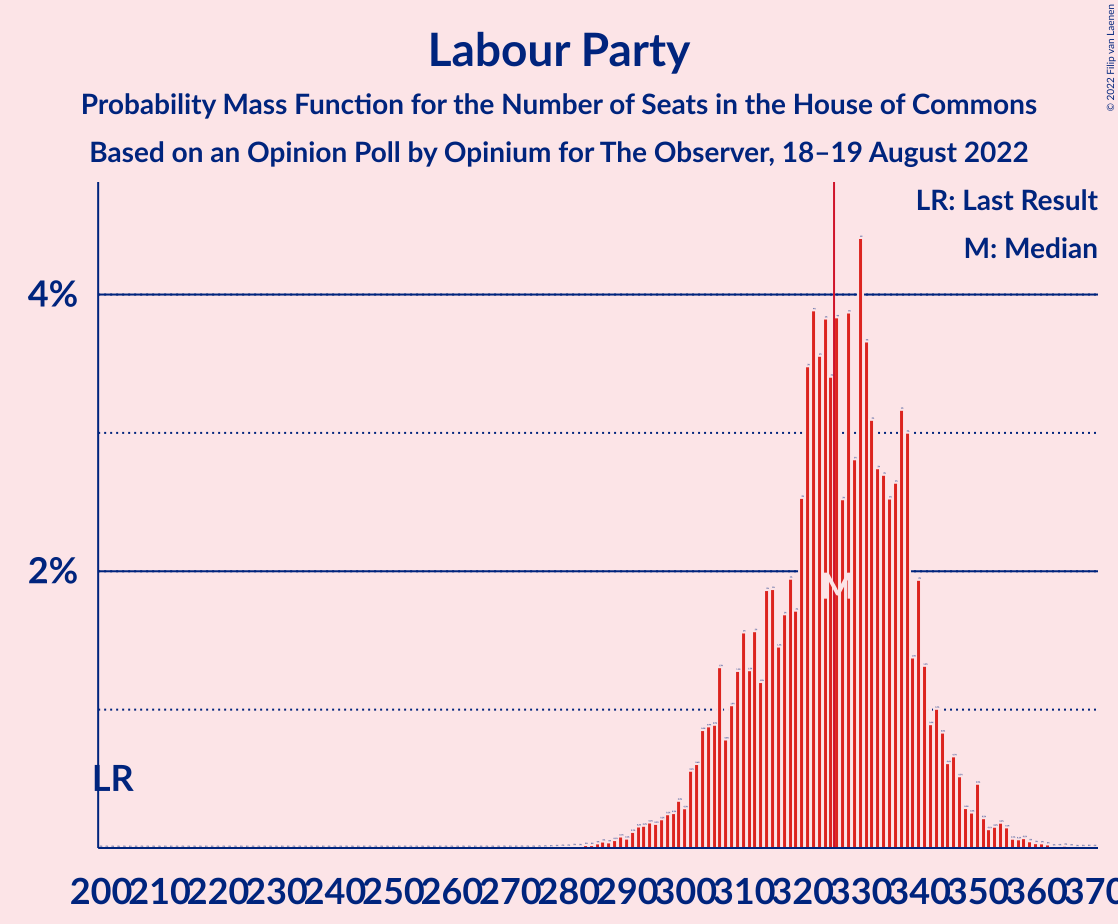 Labour Party
Probability Mass Function for the Number of Seats in the House of Commons
Based on an Opinion Poll by Opinium for The Observer, 18–19 August 2022
© 2022 Filip van Laenen
LR: Last Result
M: Median
4%
2%
M
LR
200 210 220 230 240 250 260 270 280 290 300 310 320 330 340 350 360 370